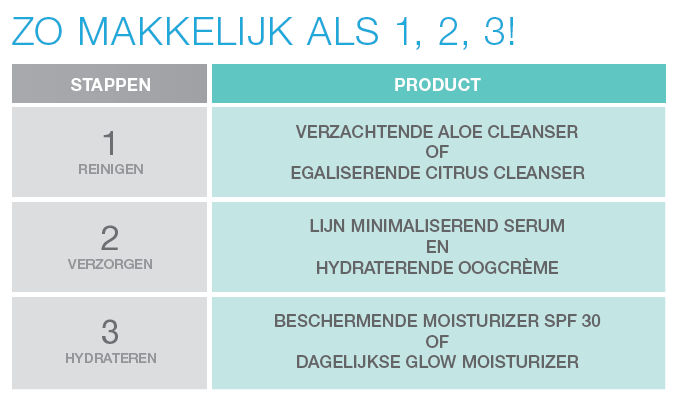 ZO MAKKELIJK ALS 1, 2, 3!
STAPPEN
PRODUCT
1
REINIGEN
VERZACHTENDE ALOE CLEANSER
OF
EGALISERENDE CITRUS CLEANSER
2
VERZORGEN
LIJN MINIMALISEREND SERUM
EN
HYDRATERENDE OOGCRÈME
3
HYDRATEREN
BESCHERMENDE MOISTURIZER SPF 30
OF
DAGELIJKSE GLOW MOISTURIZER